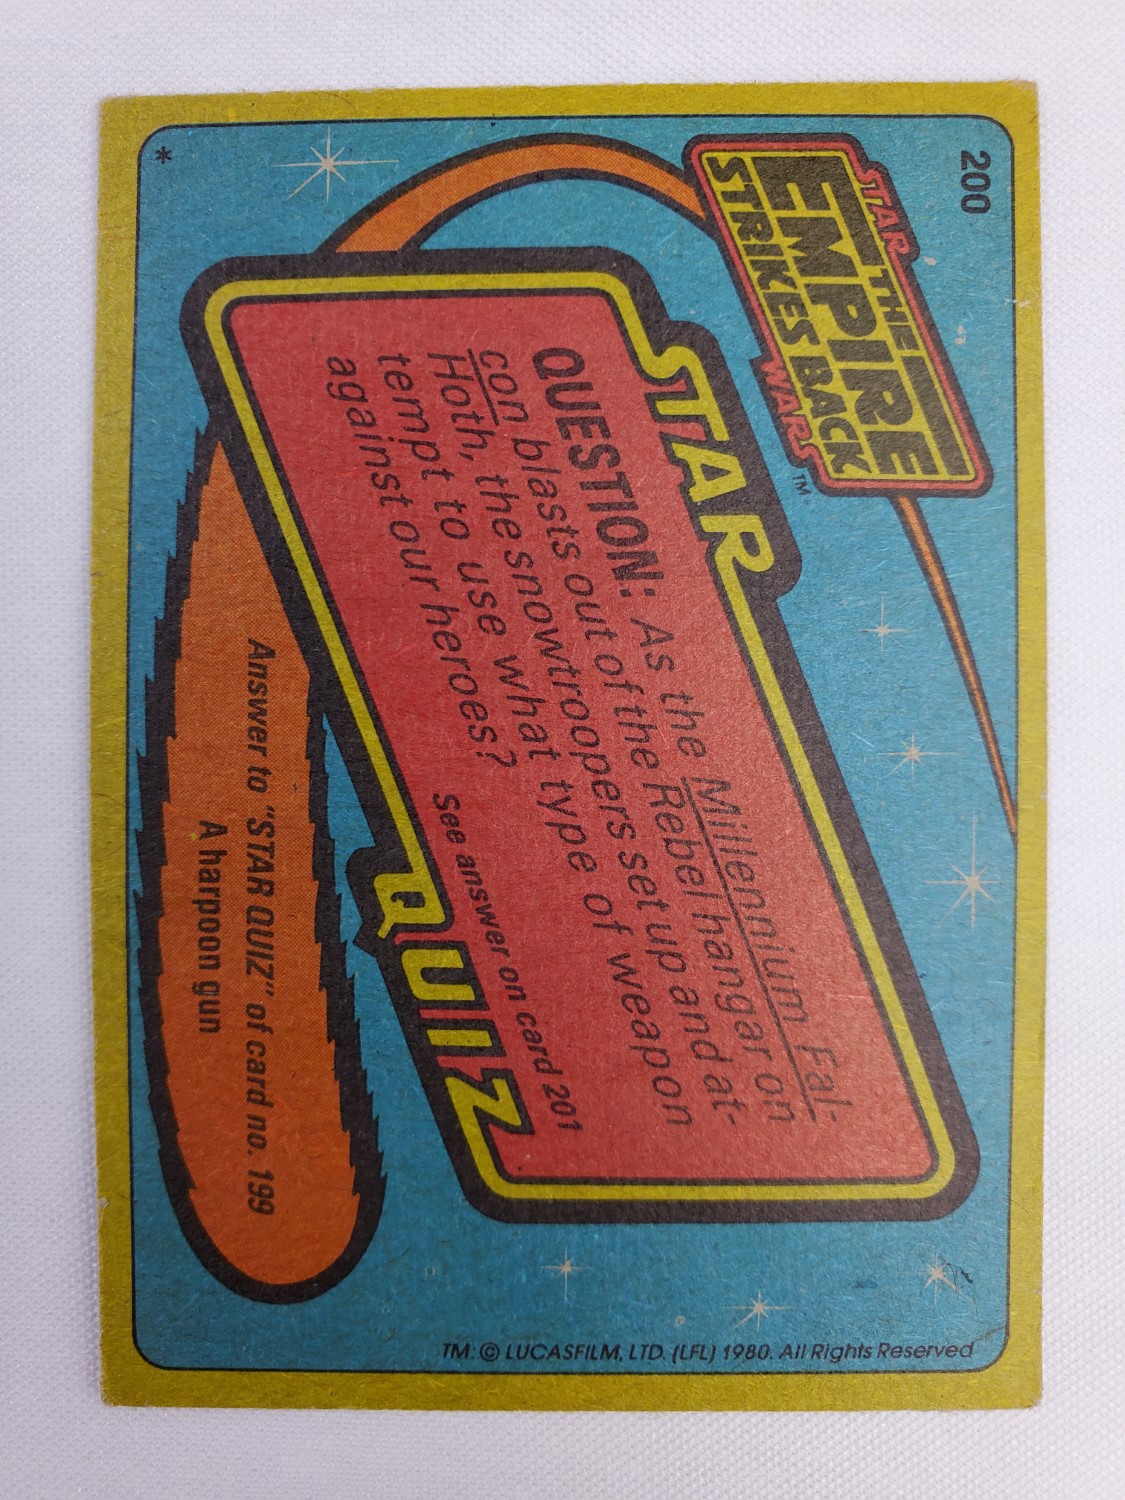 200
STAR
THE
EMPIRE
STRIKES BACK
WARS
TM
STAR
QUESTION: As the Millennium Fal-
con blasts out of the Rebel hangar on
Hoth, the snowtroopers set up and at-
tempt to use what type of weapon
against our heroes?
See answer on card 201
QUIZ
Answer to "STAR QUIZ" of card no. 199
A harpoon gun
*
TM: © LUCASFILM, LTD. (LFL) 1980. All Rights Reserved